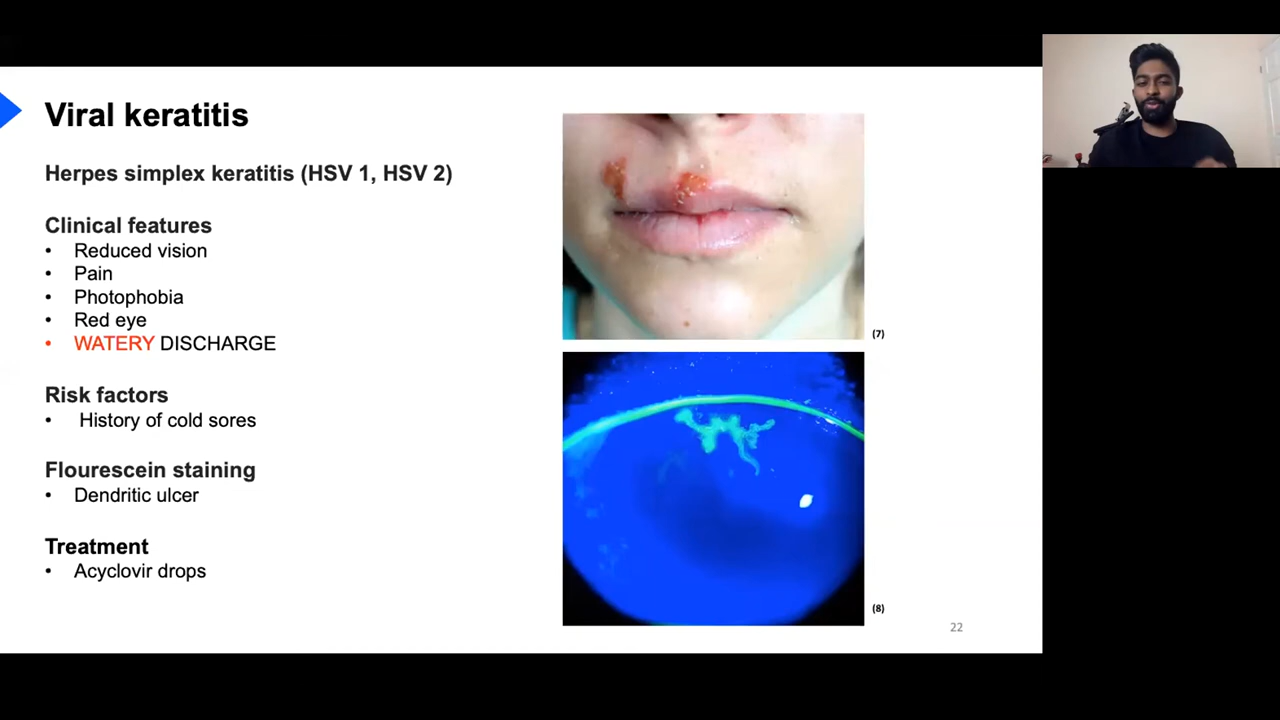 Viral keratitis
Herpes simplex keratitis (HSV 1, HSV 2)
Clinical features
• Reduced vision
• Pain
• Photophobia
• Red eye
• WATERY DISCHARGE
Risk factors
• History of cold sores
Flourescein staining
• Dendritic ulcer
Treatment
• Acyclovir drops
(7)
(8)
22